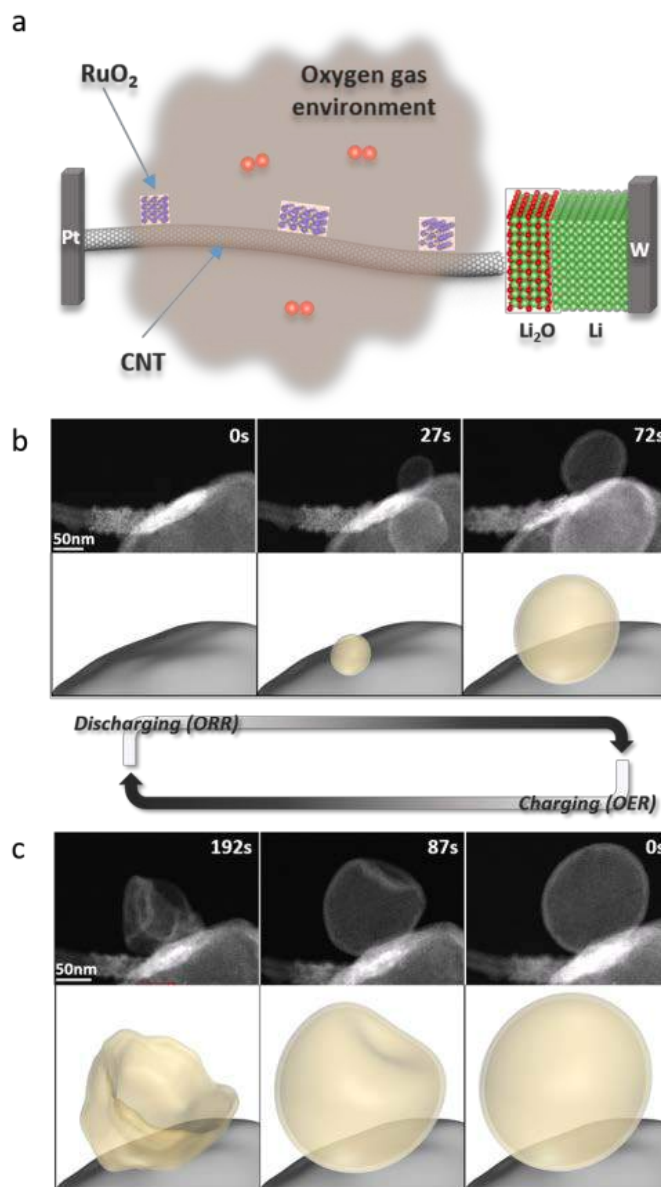 a
RuO₂
Oxygen gas
environment
Pt
W
Li₂O
Li
CNT
b
0s
27s
72s
50nm
Discharging (ORR)
Charging (OER)
c
192s
87s
0s
50nm